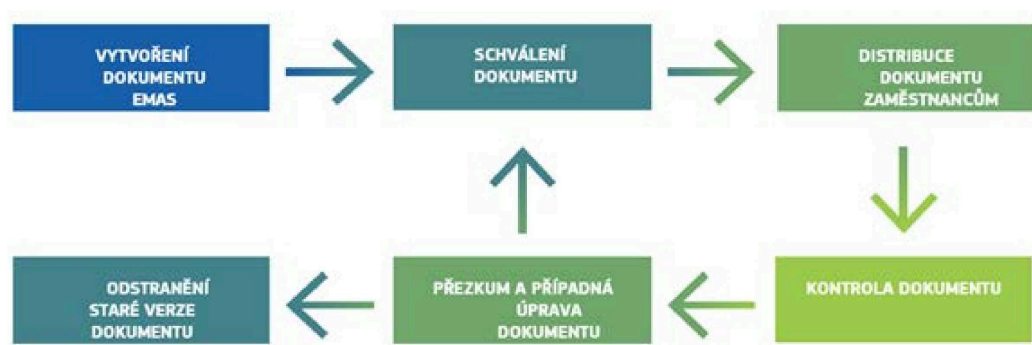 VYTVOŘENÍ
DOKUMENTU
EMAS
SCHVÁLENÍ
DOKUMENTU
DISTRIBUCE
DOKUMENTU
ZAMĚSTNANCŮM
ODSTRANĚNÍ
STARÉ VERZE
DOKUMENTU
PŘEZKUM A PŘÍPADNÁ
ÚPRAVA
DOKUMENTU
KONTROLA DOKUMENTU